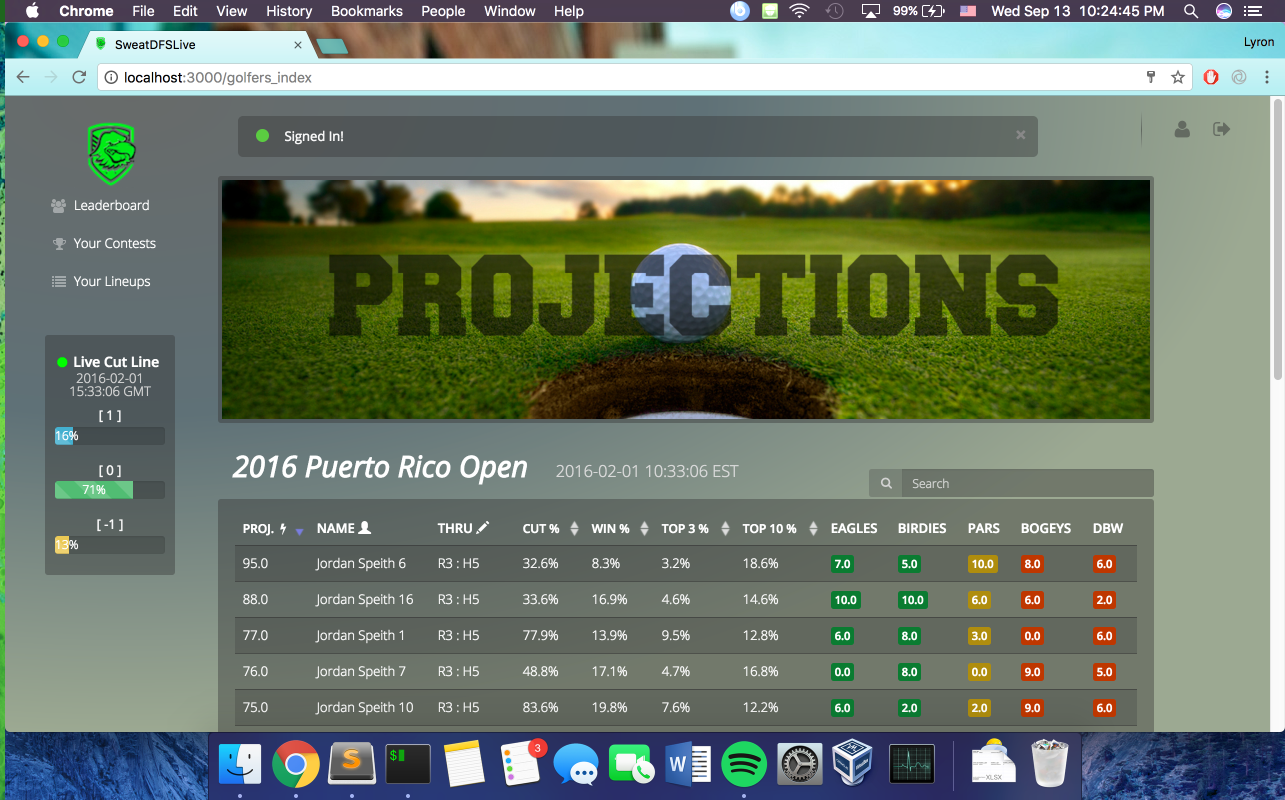 Chrome File Edit View History Bookmarks People Window Help 99% Wed Sep 13 10:24:45 PM
SweatDFSLive Lyron
localhost:3000/golfers_index
Signed In!
Leaderboard
Your Contests
Your Lineups
PROJECTIONS
Live Cut Line
2016-02-01
15:33:06 GMT
[ 1 ]
16%
[ 0 ]
71%
[ -1 ]
13%
2016 Puerto Rico Open 2016-02-01 10:33:06 EST
Search
PROJ. NAME THRU CUT % WIN % TOP 3 % TOP 10 % EAGLES BIRDIES PARS BOGEYS DBW
95.0 Jordan Speith 6 R3 : H5 32.6% 8.3% 3.2% 18.6% 7.0 5.0 10.0 8.0 6.0
88.0 Jordan Speith 16 R3 : H5 33.6% 16.9% 4.6% 14.6% 10.0 10.0 6.0 6.0 2.0
77.0 Jordan Speith 1 R3 : H5 77.9% 13.9% 9.5% 12.8% 6.0 8.0 3.0 0.0 6.0
76.0 Jordan Speith 7 R3 : H5 48.8% 17.1% 4.7% 16.8% 0.0 8.0 0.0 9.0 5.0
75.0 Jordan Speith 10 R3 : H5 83.6% 19.8% 7.6% 12.2% 6.0 2.0 2.0 9.0 6.0
3
S
$
W
XLSX